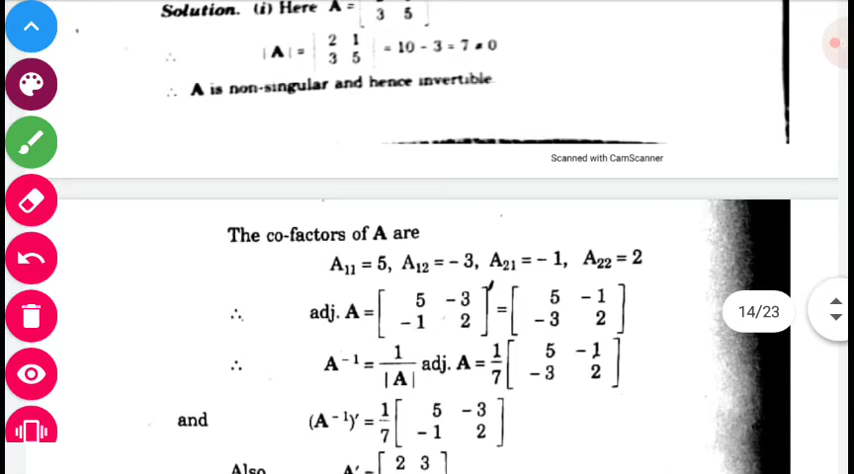 Solution. (i) Here A = [
3 5 ]
∴ | A | = | 2 1
3 5 | = 10 − 3 = 7 ≠ 0
∴ A is non-singular and hence invertible.
Scanned with CamScanner
The co-factors of A are
A₁₁ = 5, A₁₂ = − 3, A₂₁ = − 1, A₂₂ = 2
∴ adj. A = [ 5 − 3
− 1 2 ]′ = [ 5 − 1
− 3 2 ]
14/23
∴ A⁻¹ = 1/|A| adj. A = 1/7 [ 5 − 1
− 3 2 ]
and (A⁻¹)′ = 1/7 [ 5 − 3
− 1 2 ]
Also A′ = [ 2 3 ]